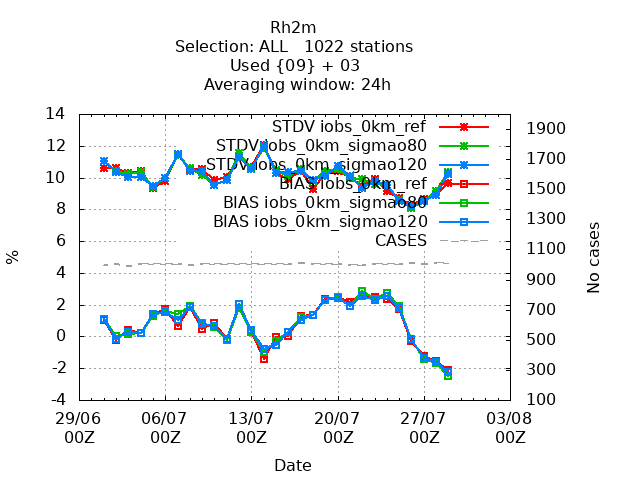 Rh2m
Selection: ALL   1022 stations
Used {09} + 03
Averaging window: 24h
STDV iobs_0km_ref
STDV iobs_0km_sigmao80
STDV iobs_0km_sigmao120
BIAS iobs_0km_ref
BIAS iobs_0km_sigmao80
BIAS iobs_0km_sigmao120
CASES
14
12
10
8
6
4
2
0
-2
-4
%
1900
1700
1500
1300
1100
900
700
500
300
100
No cases
29/06 06/07 13/07 20/07 27/07 03/08
00Z 00Z 00Z 00Z 00Z 00Z
Date